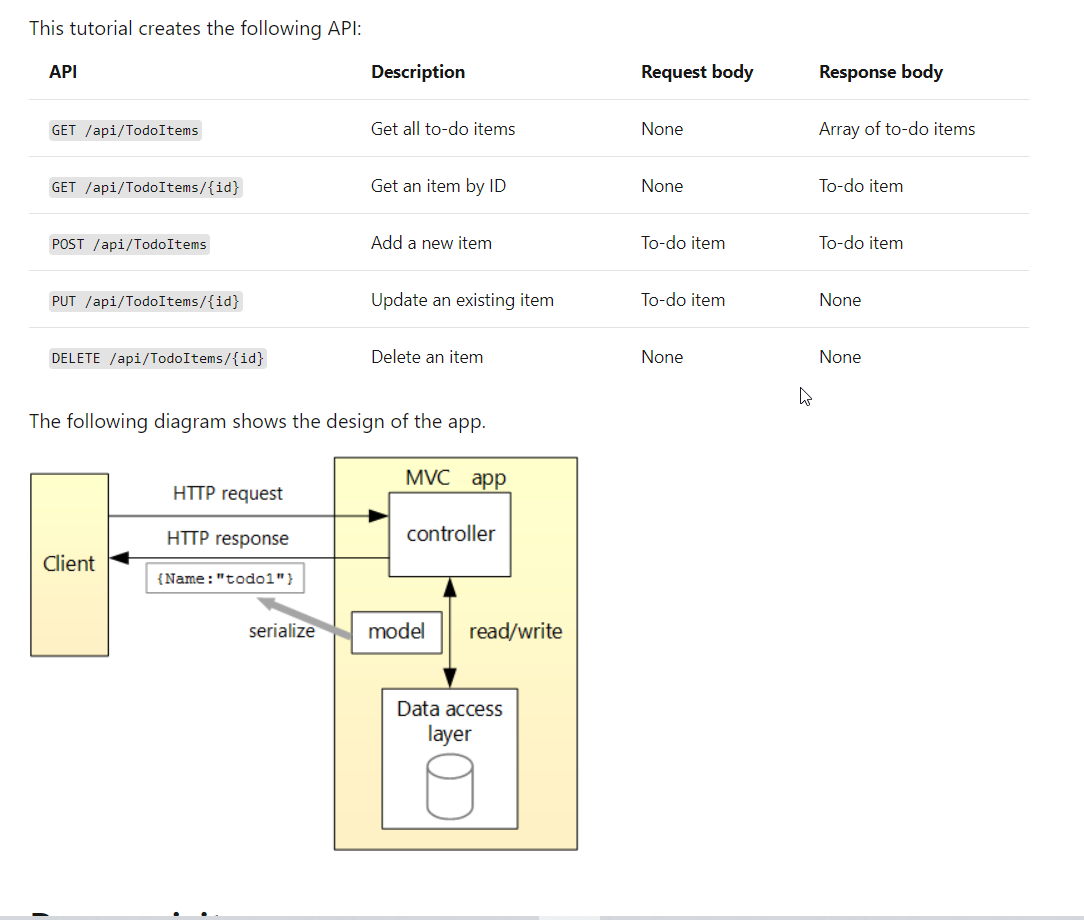 This tutorial creates the following API:
API Description Request body Response body
GET /api/TodoItems Get all to-do items None Array of to-do items
GET /api/TodoItems/{id} Get an item by ID None To-do item
POST /api/TodoItems Add a new item To-do item To-do item
PUT /api/TodoItems/{id} Update an existing item To-do item None
DELETE /api/TodoItems/{id} Delete an item None None
The following diagram shows the design of the app.
MVC app
HTTP request
controller
HTTP response
Client
{Name:"todo1"}
serialize
model
read/write
Data access
layer